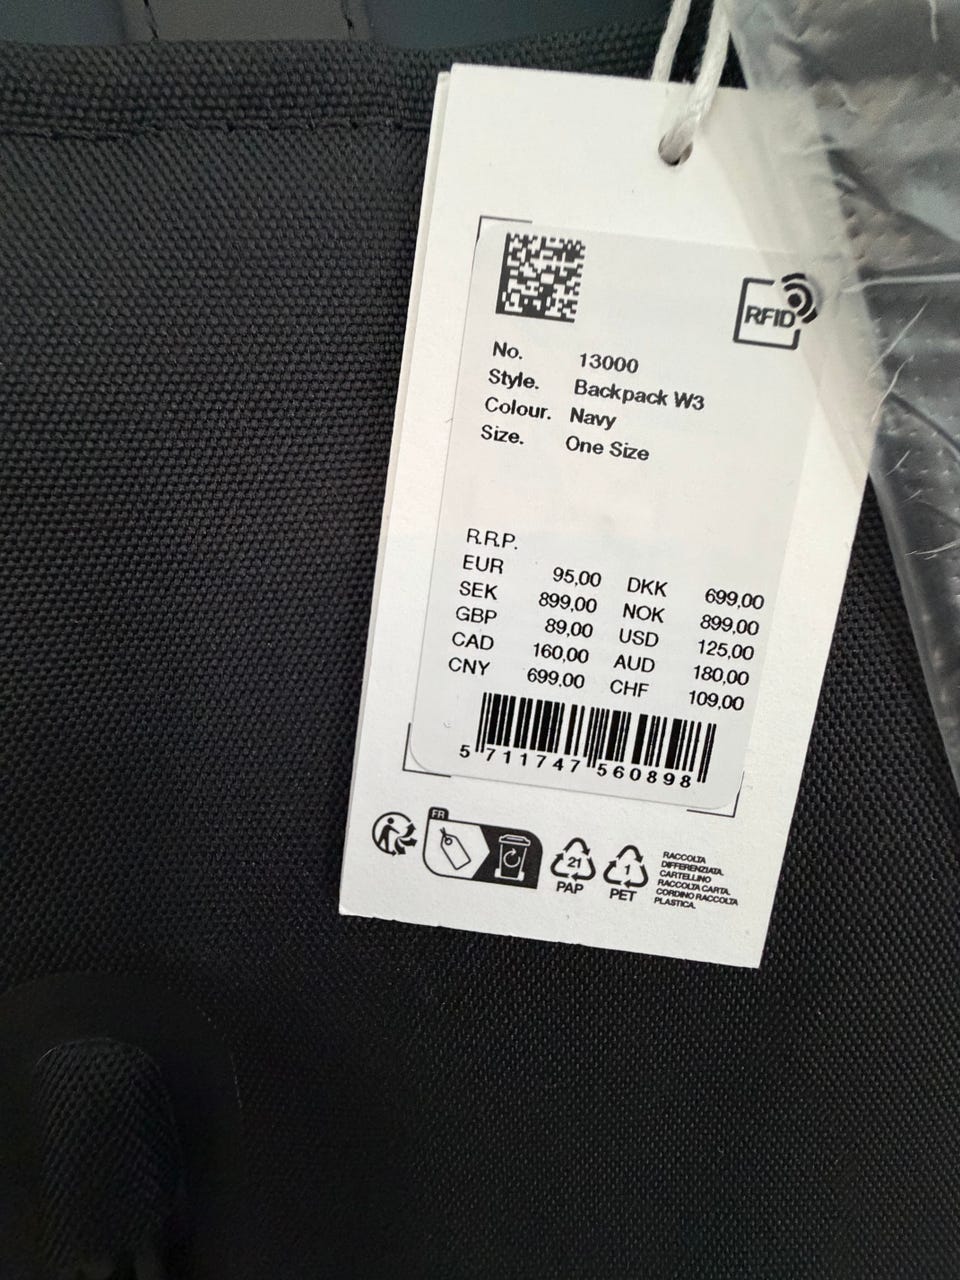 RFID
No. 13000
Style. Backpack W3
Colour. Navy
Size. One Size
R.R.P.
EUR 95,00 DKK 699,00
SEK 899,00 NOK 899,00
GBP 89,00 USD 125,00
CAD 160,00 AUD 180,00
CNY 699,00 CHF 109,00
5 711747 560898
FR
21
PAP
1
PET
RACCOLTA
DIFFERENZIATA.
CARTELLINO
RACCOLTA CARTA.
CORDINO RACCOLTA
PLASTICA.